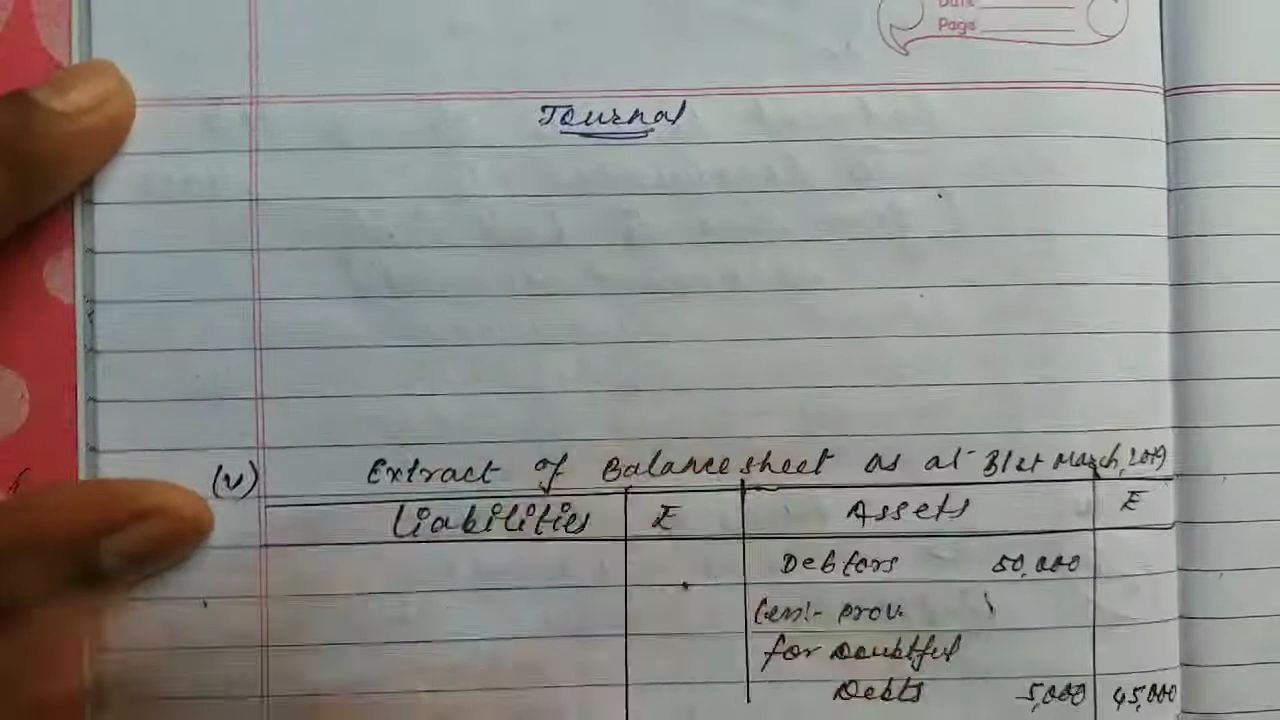 Date
Page
Journal
(v) Extract of Balance sheet as at 31st March, 2019
Liabilities ₹ Assets ₹
Debtors 50,000
Less:- prov.
for Doubtful
Debts 5,000 45,000